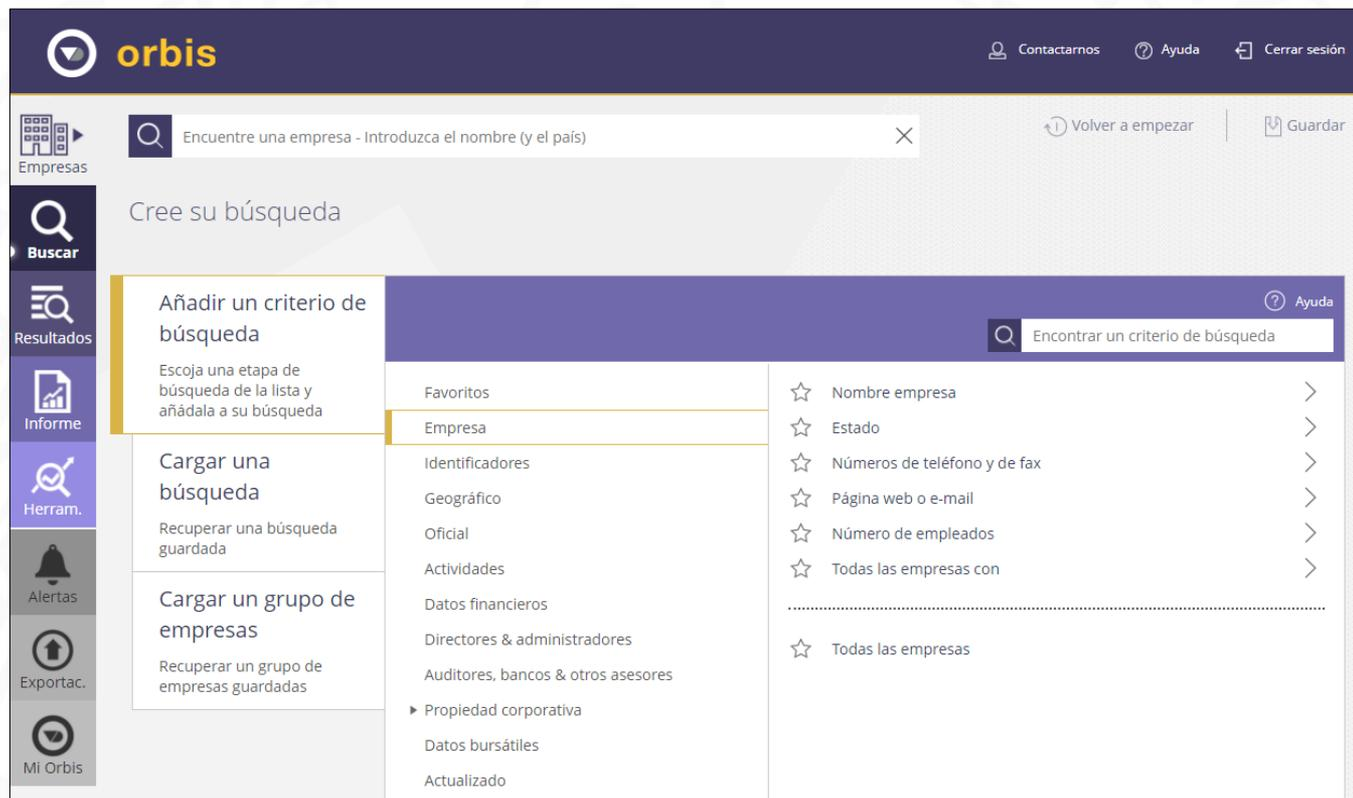 orbis
Contactarnos
Ayuda
Cerrar sesión
Empresas
Encuentre una empresa - Introduzca el nombre (y el país)
Volver a empezar
Guardar
Buscar
Cree su búsqueda
Resultados
Informe
Herram.
Alertas
Exportac.
Mi Orbis
Añadir un criterio de
búsqueda
Escoja una etapa de
búsqueda de la lista y
añádala a su búsqueda
Cargar una
búsqueda
Recuperar una búsqueda
guardada
Cargar un grupo de
empresas
Recuperar un grupo de
empresas guardadas
Ayuda
Encontrar un criterio de búsqueda
Favoritos
Empresa
Identificadores
Geográfico
Oficial
Actividades
Datos financieros
Directores & administradores
Auditores, bancos & otros asesores
Propiedad corporativa
Datos bursátiles
Actualizado
Nombre empresa
Estado
Números de teléfono y de fax
Página web o e-mail
Número de empleados
Todas las empresas con
Todas las empresas